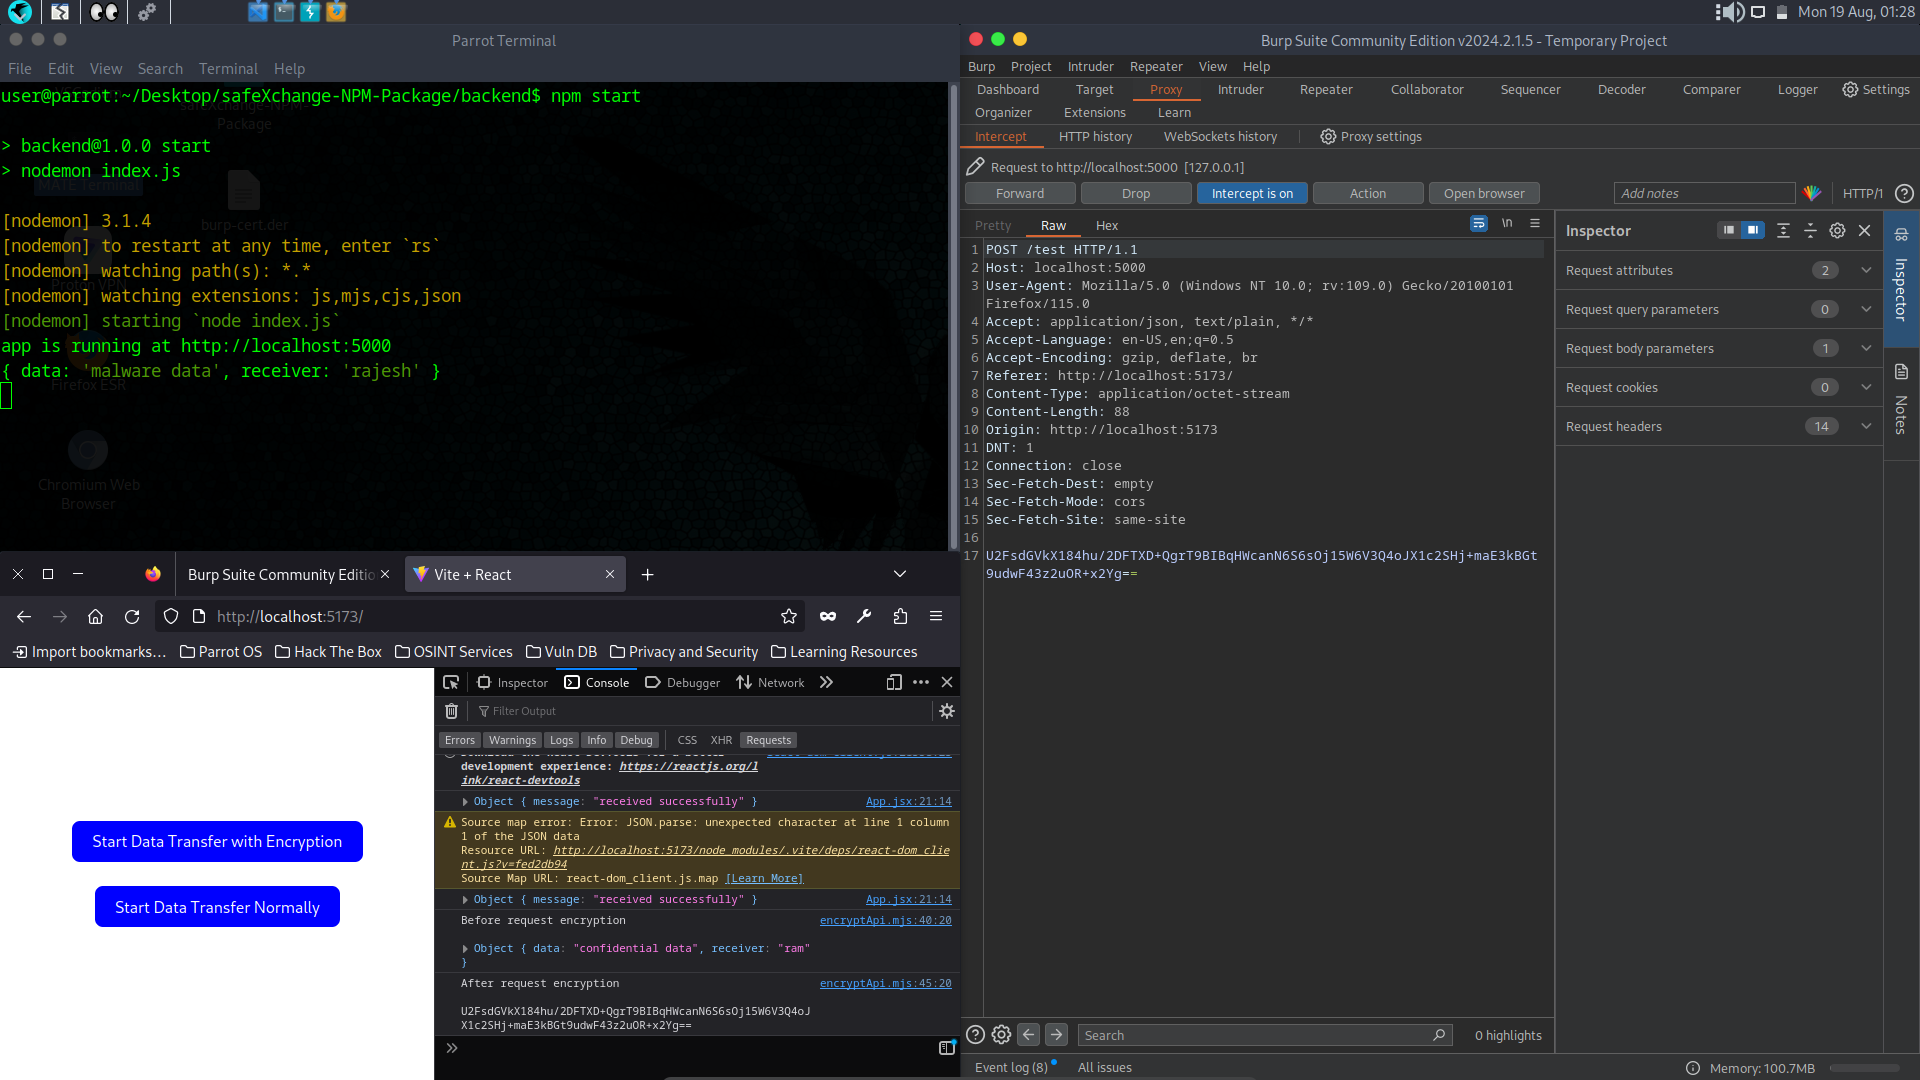 Mon 19 Aug, 01:28
Parrot Terminal
File Edit View Search Terminal Help
user@parrot:~/Desktop/safeXchange-NPM-Package/backend$ npm start
Package
> backend@1.0.0 start
> nodemon index.js
MATE Terminal
burp-cert.der
[nodemon] 3.1.4
[nodemon] to restart at any time, enter `rs`
[nodemon] watching path(s): *.*
Proton VPN
[nodemon] watching extensions: js,mjs,cjs,json
[nodemon] starting `node index.js`
app is running at http://localhost:5000
{ data: 'malware data', receiver: 'rajesh' }
Firefox ESR
Chromium Web
Browser
Burp Suite Community Edition v2024.2.1.5 - Temporary Project
Burp Project Intruder Repeater View Help
Dashboard Target Proxy Intruder Repeater Collaborator Sequencer Decoder Comparer Logger Settings
Organizer Extensions Learn
Intercept HTTP history WebSockets history Proxy settings
Request to http://localhost:5000 [127.0.0.1]
Forward Drop Intercept is on Action Open browser Add notes HTTP/1
Pretty Raw Hex \n
1 POST /test HTTP/1.1
2 Host: localhost:5000
3 User-Agent: Mozilla/5.0 (Windows NT 10.0; rv:109.0) Gecko/20100101
Firefox/115.0
4 Accept: application/json, text/plain, */*
5 Accept-Language: en-US,en;q=0.5
6 Accept-Encoding: gzip, deflate, br
7 Referer: http://localhost:5173/
8 Content-Type: application/octet-stream
9 Content-Length: 88
10 Origin: http://localhost:5173
11 DNT: 1
12 Connection: close
13 Sec-Fetch-Dest: empty
14 Sec-Fetch-Mode: cors
15 Sec-Fetch-Site: same-site
16
17 U2FsdGVkX184hu/2DFTXD+QgrT9BIBqHWcanN6S6sOj15W6V3Q4oJX1c2SHj+maE3kBGt
9udwF43z2uOR+x2Yg==
Inspector
Request attributes 2
Request query parameters 0
Request body parameters 1
Request cookies 0
Request headers 14
Inspector
Notes
Search 0 highlights
Event log (8) All issues
Memory: 100.7MB
Burp Suite Community Editio
Vite + React
http://localhost:5173/
Import bookmarks... Parrot OS Hack The Box OSINT Services Vuln DB Privacy and Security Learning Resources
Start Data Transfer with Encryption
Start Data Transfer Normally
Inspector Console Debugger Network
Filter Output
Errors Warnings Logs Info Debug CSS XHR Requests
development experience: https://reactjs.org/l
ink/react-devtools
Object { message: "received successfully" } App.jsx:21:14
Source map error: Error: JSON.parse: unexpected character at line 1 column
1 of the JSON data
Resource URL: http://localhost:5173/node_modules/.vite/deps/react-dom_clie
nt.js?v=fed2db94
Source Map URL: react-dom_client.js.map [Learn More]
Object { message: "received successfully" } App.jsx:21:14
Before request encryption encryptApi.mjs:40:20
Object { data: "confidential data", receiver: "ram"
}
After request encryption encryptApi.mjs:45:20
U2FsdGVkX184hu/2DFTXD+QgrT9BIBqHWcanN6S6sOj15W6V3Q4oJ
X1c2SHj+maE3kBGt9udwF43z2uOR+x2Yg==